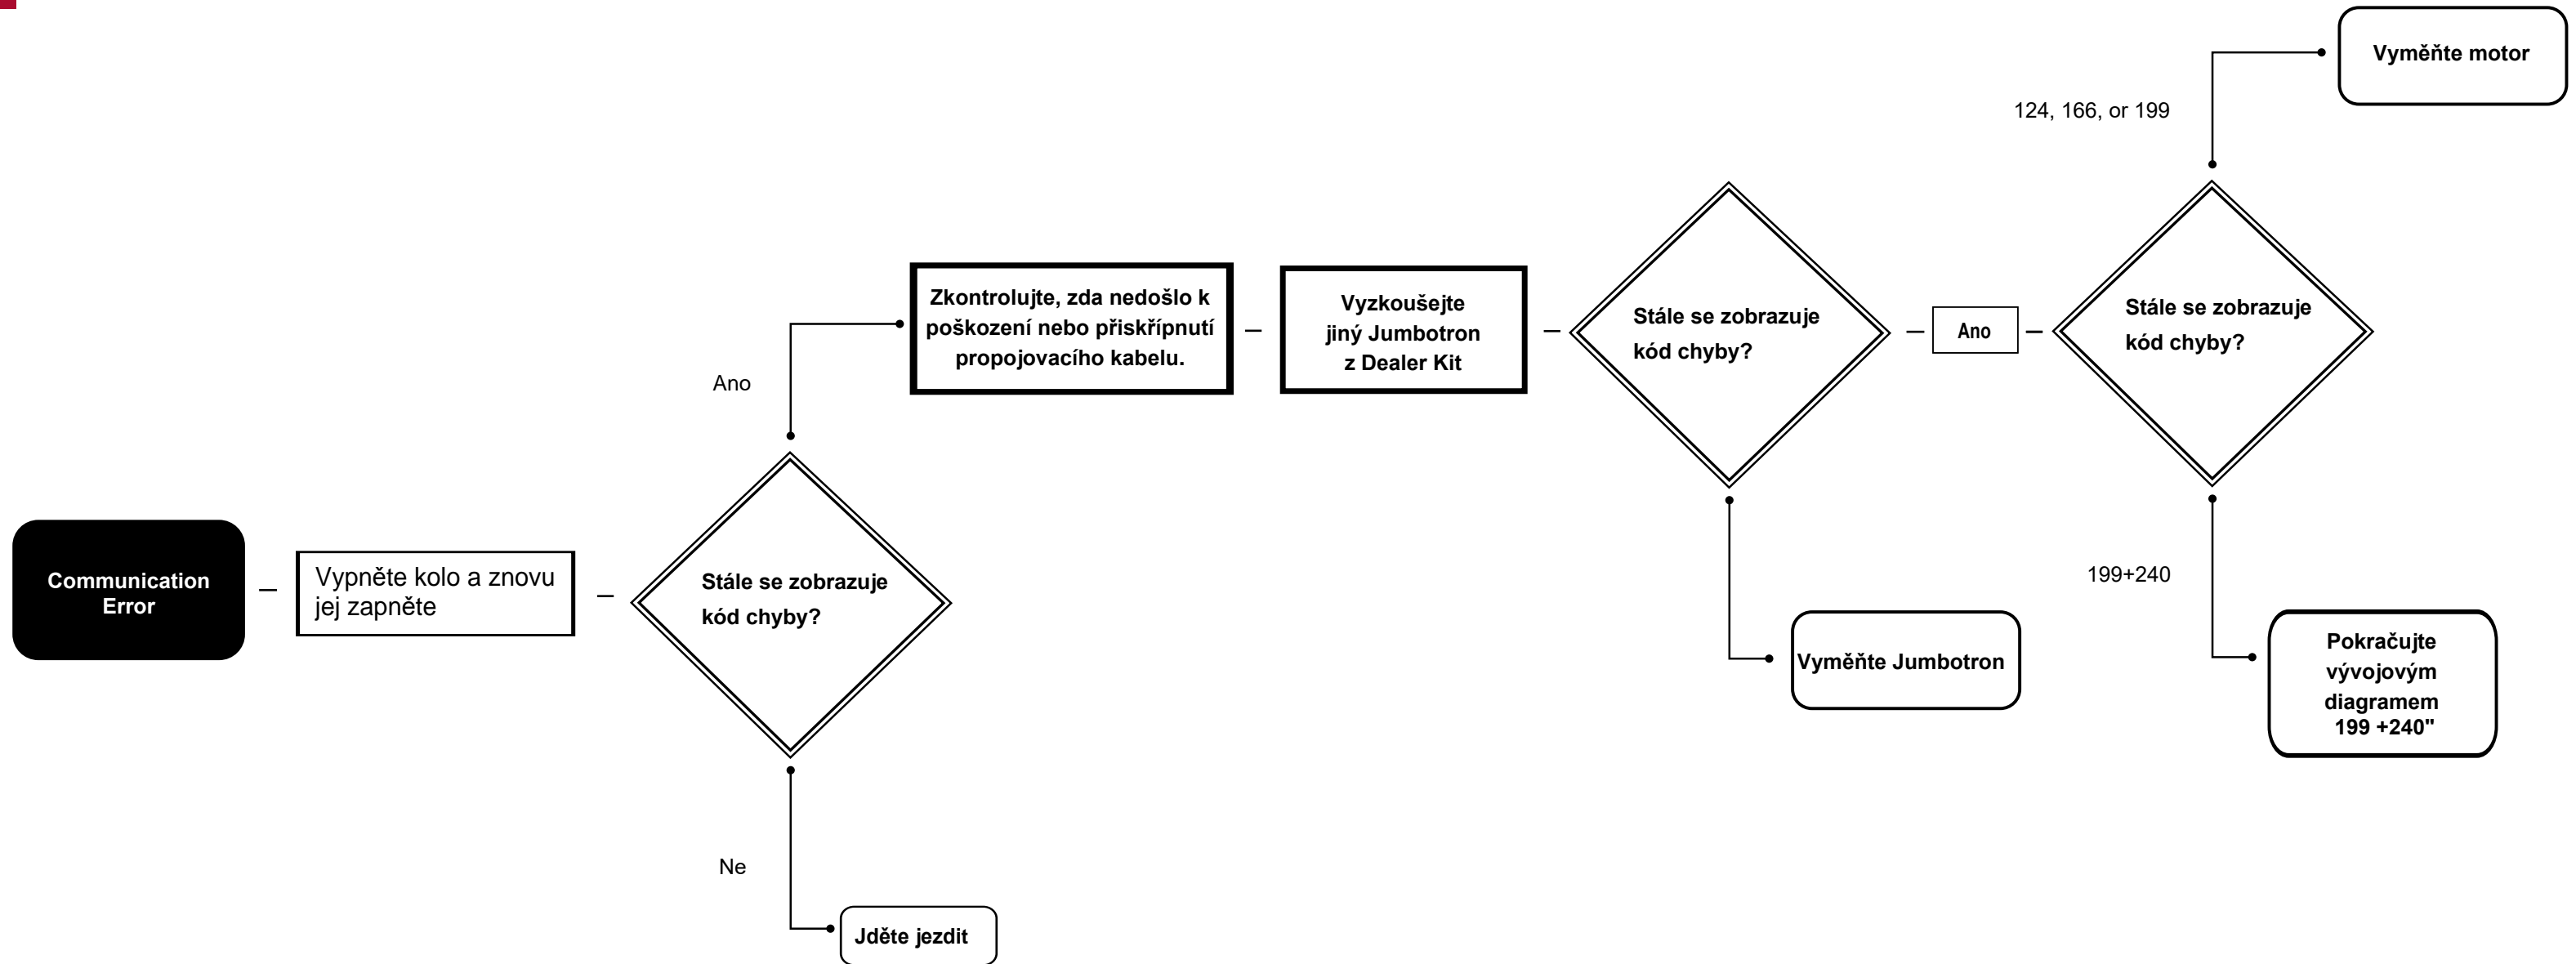 Communication
Error
Vypněte kolo a znovu
jej zapněte
Stále se zobrazuje
kód chyby?
Ano
Ne
Jděte jezdit
Zkontrolujte, zda nedošlo k
poškození nebo přiskřípnutí
propojovacího kabelu.
Vyzkoušejte
jiný Jumbotron
z Dealer Kit
Stále se zobrazuje
kód chyby?
Vyměňte Jumbotron
Ano
Stále se zobrazuje
kód chyby?
124, 166, or 199
Vyměňte motor
199+240
Pokračujte
vývojovým
diagramem
199 +240"